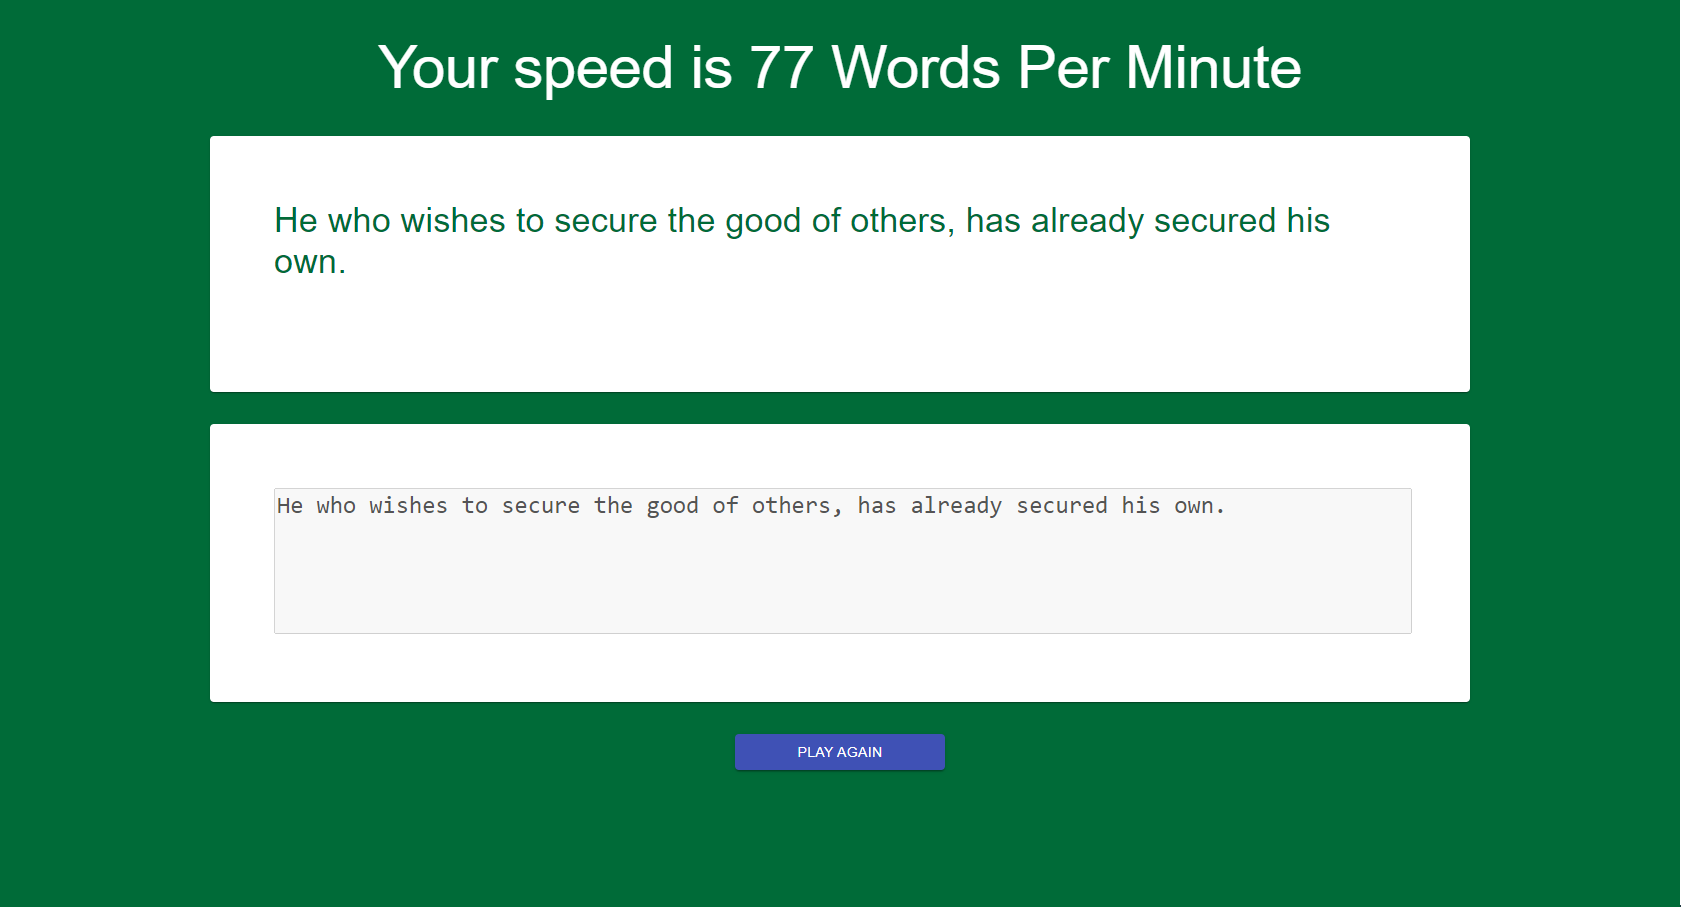 Your speed is 77 Words Per Minute
He who wishes to secure the good of others, has already secured his
own.
He who wishes to secure the good of others, has already secured his own.
PLAY AGAIN